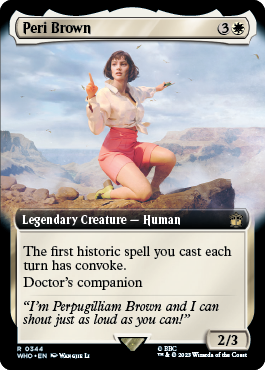 Peri Brown 3
Legendary Creature — Human
The first historic spell you cast each
turn has convoke.
Doctor's companion
“I'm Perpugilliam Brown and I can
shout just as loud as you can!”
2/3
R 0344
WHO • EN Wangjie Li
© BBC
™ & © 2023 Wizards of the Coast